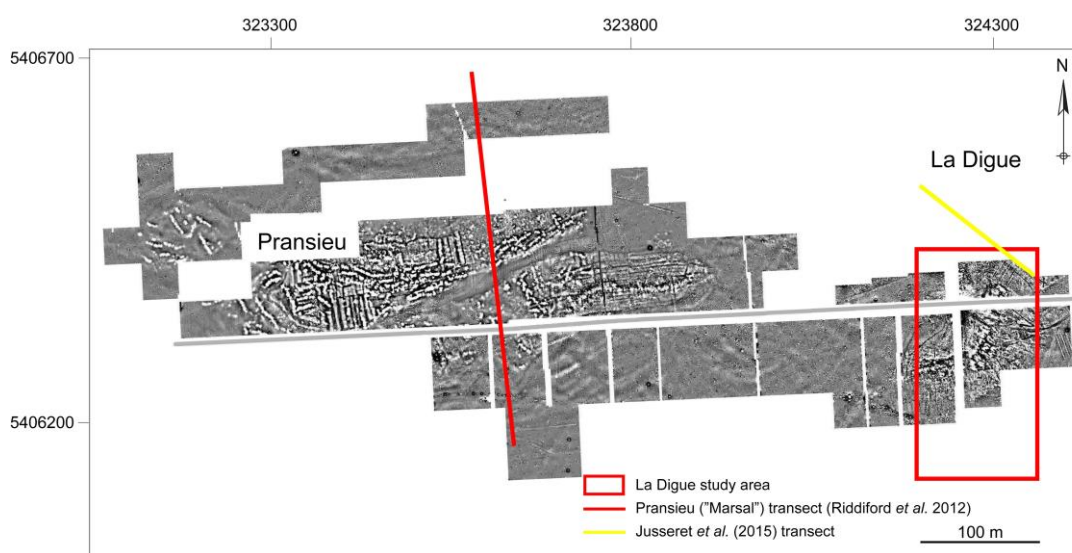 323300
323800
324300
5406700
N
La Digue
Pransieu
5406200
La Digue study area
Pransieu ("Marsal") transect (Riddiford et al. 2012)
Jusseret et al. (2015) transect
100 m